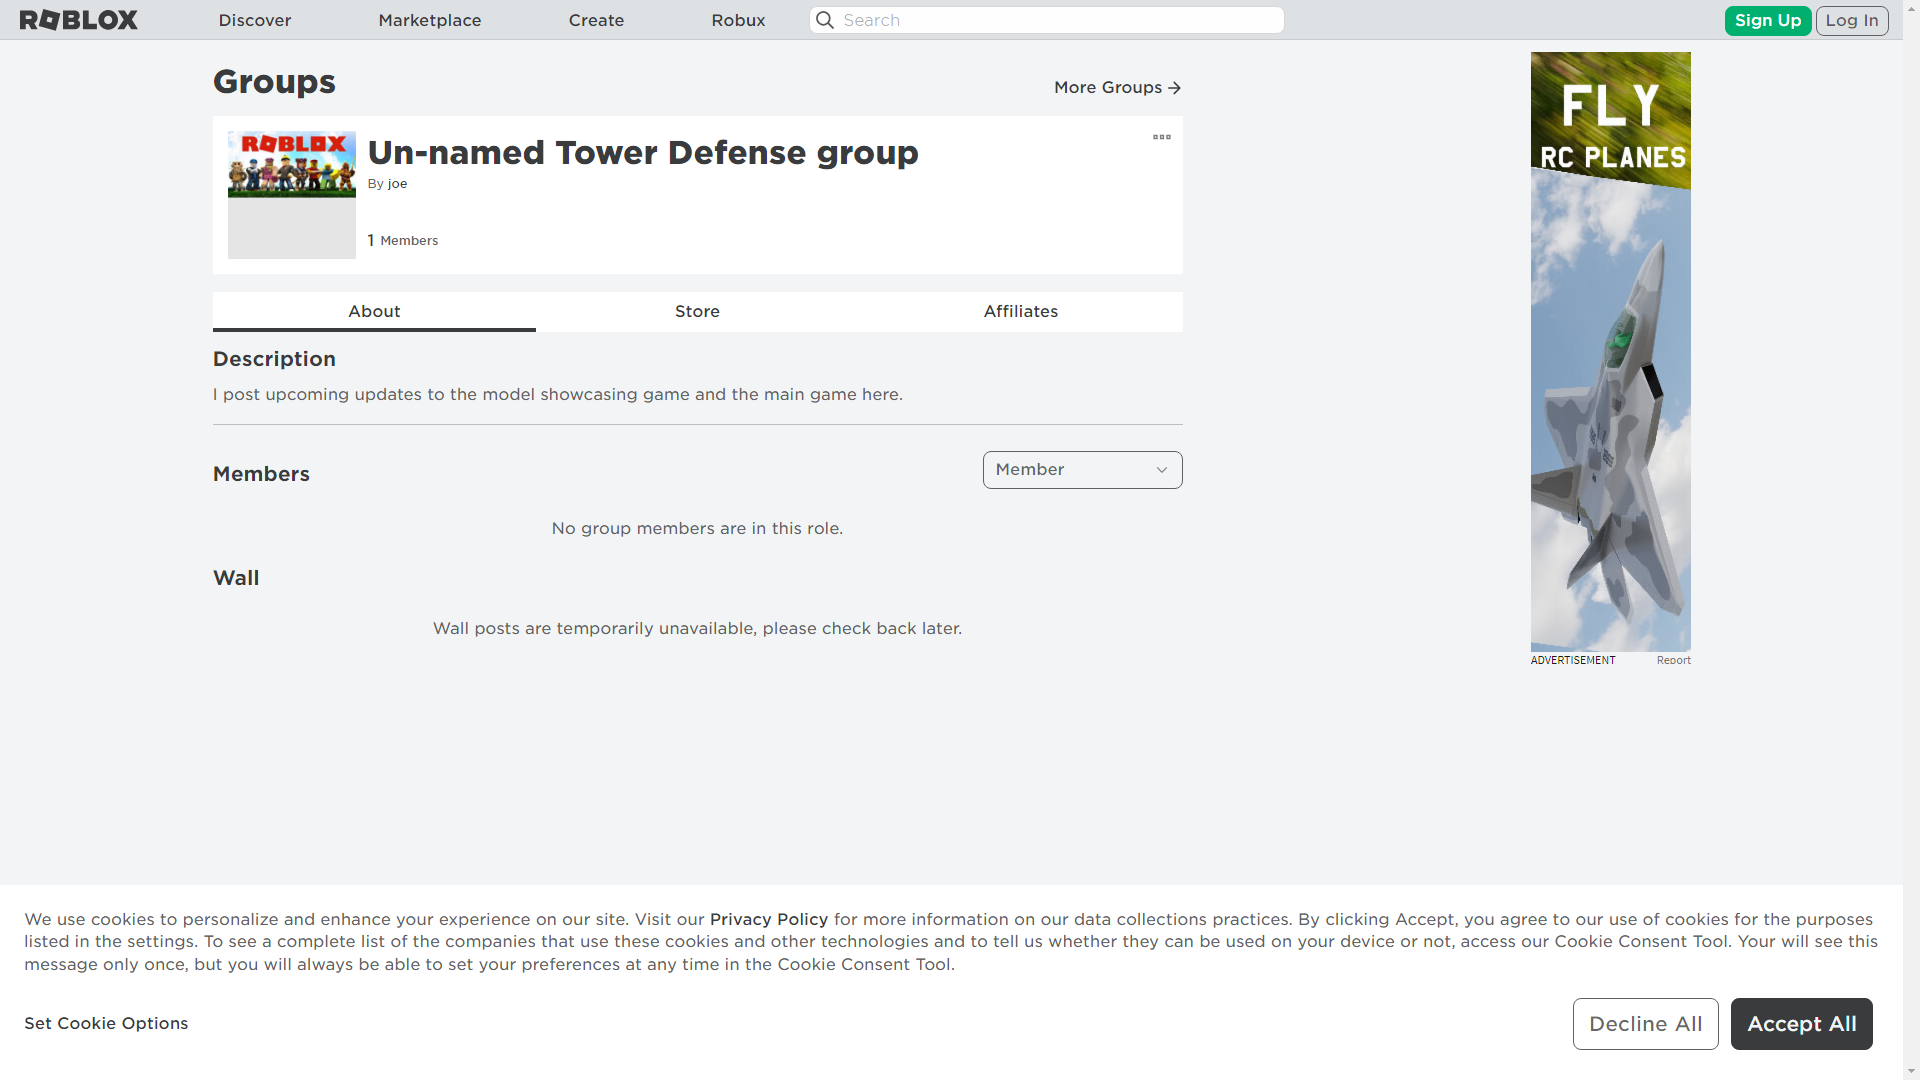 ROBLOX
Discover
Marketplace
Create
Robux
Search
Sign Up
Log In
Groups
More Groups
ROBLOX
Un-named Tower Defense group
By joe
1 Members
About
Store
Affiliates
Description
I post upcoming updates to the model showcasing game and the main game here.
Members
Member
No group members are in this role.
Wall
Wall posts are temporarily unavailable, please check back later.
FLY
RC PLANES
ADVERTISEMENT
Report
We use cookies to personalize and enhance your experience on our site. Visit our Privacy Policy for more information on our data collections practices. By clicking Accept, you agree to our use of cookies for the purposes
listed in the settings. To see a complete list of the companies that use these cookies and other technologies and to tell us whether they can be used on your device or not, access our Cookie Consent Tool. Your will see this
message only once, but you will always be able to set your preferences at any time in the Cookie Consent Tool.
Set Cookie Options
Decline All
Accept All